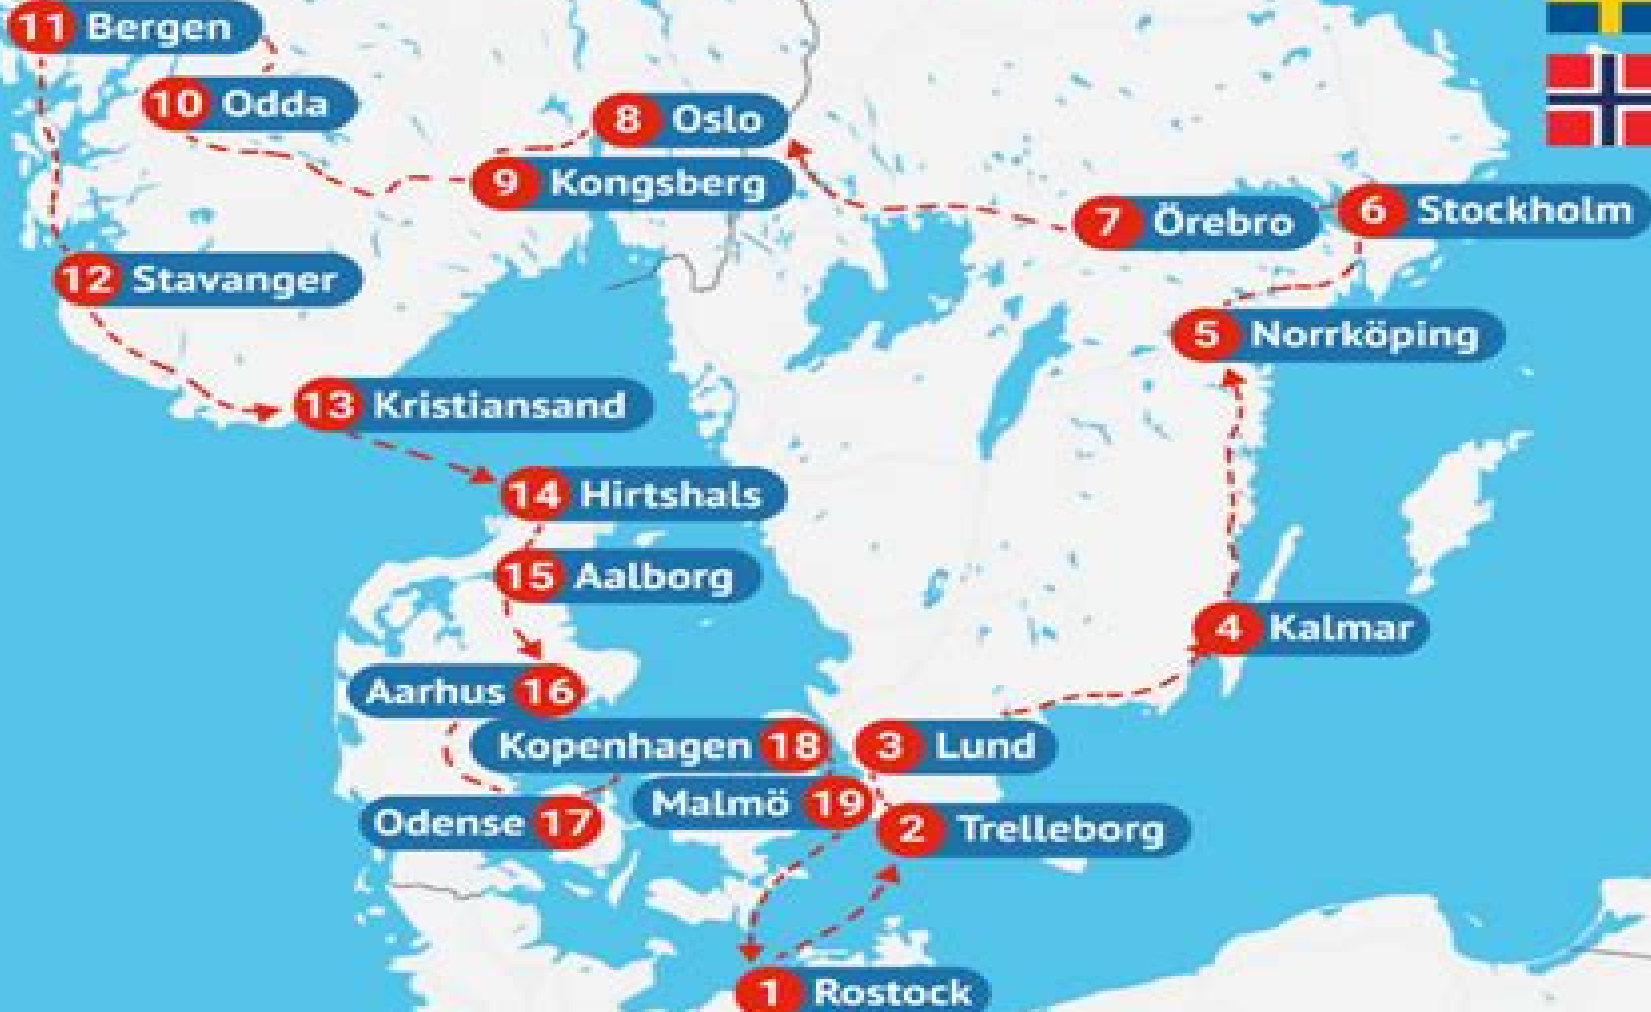 11 Bergen
10 Odda
8 Oslo
9 Kongsberg
7 Örebro
6 Stockholm
12 Stavanger
5 Norrköping
13 Kristiansand
14 Hirtshals
15 Aalborg
4 Kalmar
Aarhus 16
Kopenhagen 18
3 Lund
Malmö 19
Odense 17
2 Trelleborg
1 Rostock